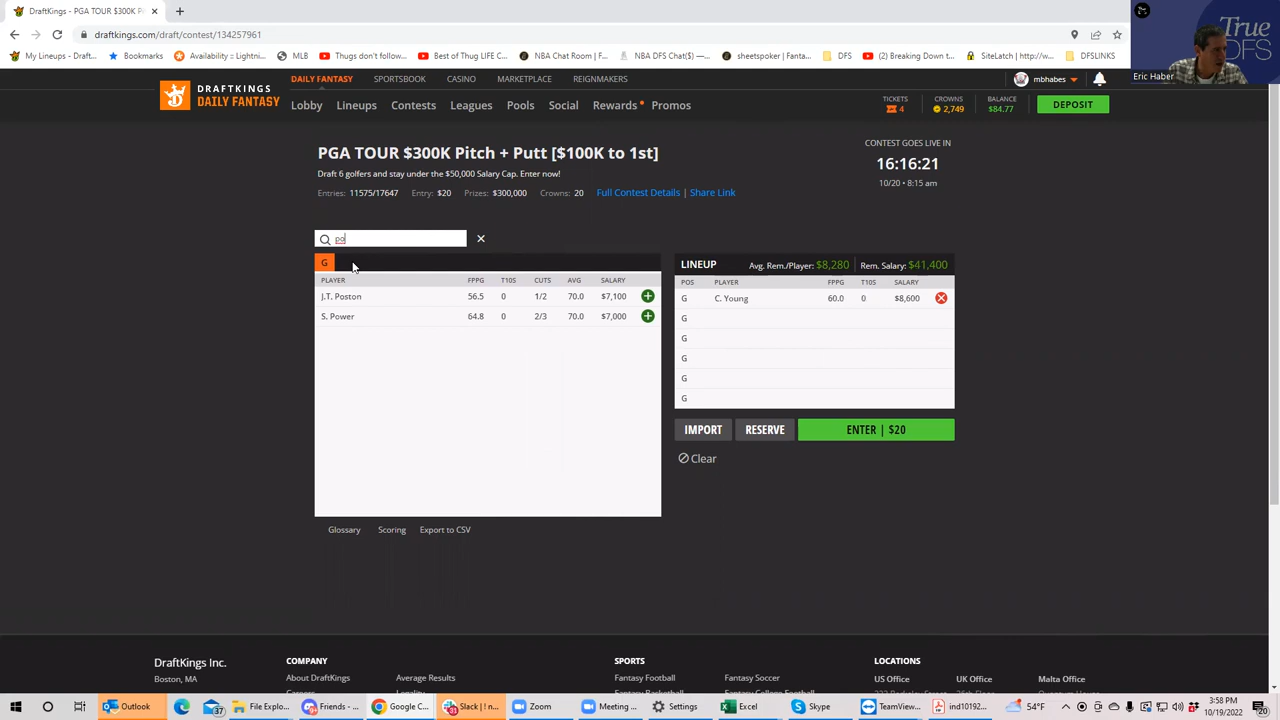 DraftKings - PGA TOUR $300K P
draftkings.com/draft/contest/134257961
My Lineups - Draft...
Bookmarks
Availability :: Lightni...
MLB
Thugs don't follow...
Best of Thug LIFE C...
NBA Chat Room | F...
NBA DFS Chat($) —...
sheetspoker | Fanta...
DFS
(2) Breaking Down t...
SiteLatch | http://w...
DFSLINKS
True
DFS
Eric Haber
DAILY FANTASY
SPORTSBOOK
CASINO
MARKETPLACE
REIGNMAKERS
mbhabes
DRAFTKINGS
DAILY FANTASY
Lobby
Lineups
Contests
Leagues
Pools
Social
Rewards
Promos
TICKETS
4
CROWNS
2,749
BALANCE
$84.77
DEPOSIT
PGA TOUR $300K Pitch + Putt [$100K to 1st]
Draft 6 golfers and stay under the $50,000 Salary Cap. Enter now!
Entries: 11575/17647 Entry: $20 Prizes: $300,000 Crowns: 20 Full Contest Details | Share Link
CONTEST GOES LIVE IN
16:16:21
10/20 • 8:15 am
po
G
PLAYER FPPG T10S CUTS AVG SALARY
J.T. Poston 56.5 0 1/2 70.0 $7,100
S. Power 64.8 0 2/3 70.0 $7,000
LINEUP Avg. Rem./Player: $8,280 Rem. Salary: $41,400
POS PLAYER FPPG T10S SALARY
G C. Young 60.0 0 $8,600
G
G
G
G
G
IMPORT
RESERVE
ENTER | $20
Clear
Glossary
Scoring
Export to CSV
DraftKings Inc.
Boston, MA
COMPANY
About DraftKings
Average Results
SPORTS
Fantasy Football
Fantasy Soccer
LOCATIONS
US Office
UK Office
Malta Office
Outlook
37
File Explo...
Friends - ...
Google C...
Slack | ! n...
Zoom
Meeting ...
Settings
Excel
Skype
TeamView...
ind10192...
54°F
3:58 PM
10/19/2022
20